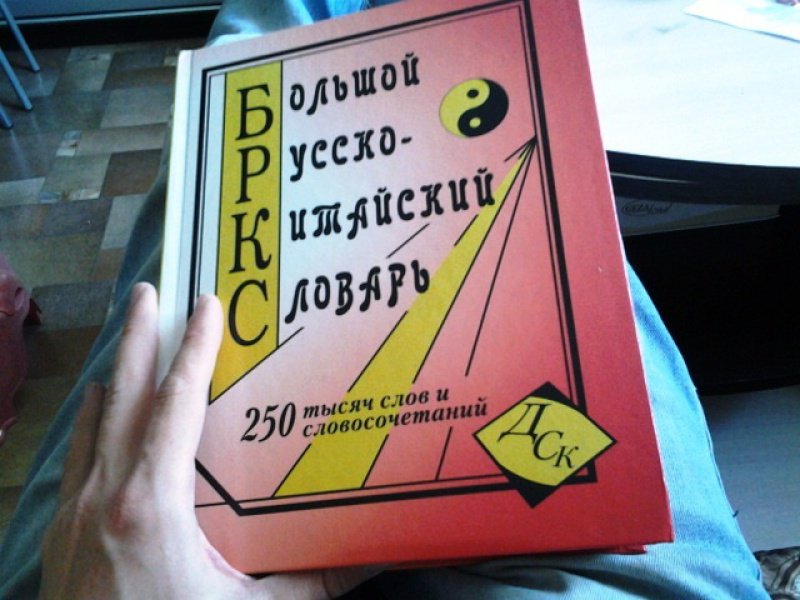 Большой
Русско-
Китайский
Словарь
250 тысяч слов и
словосочетаний
ДСК